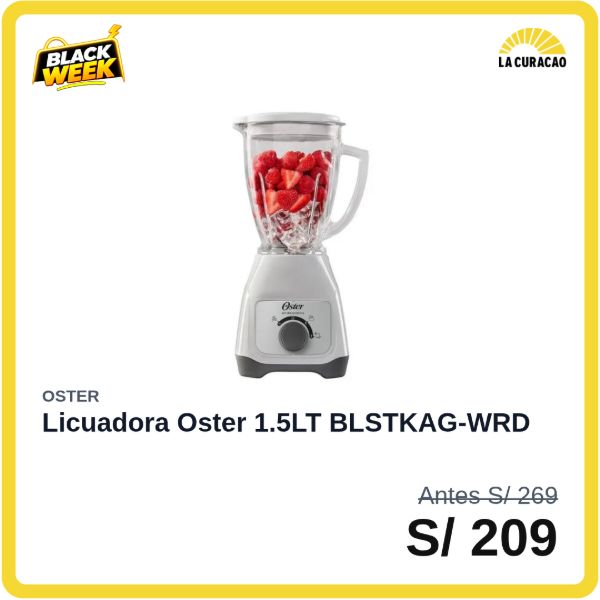 BLACK
WEEK
LA CURACAO
Oster
OSTER
Licuadora Oster 1.5LT BLSTKAG-WRD
Antes S/ 269
S/ 209